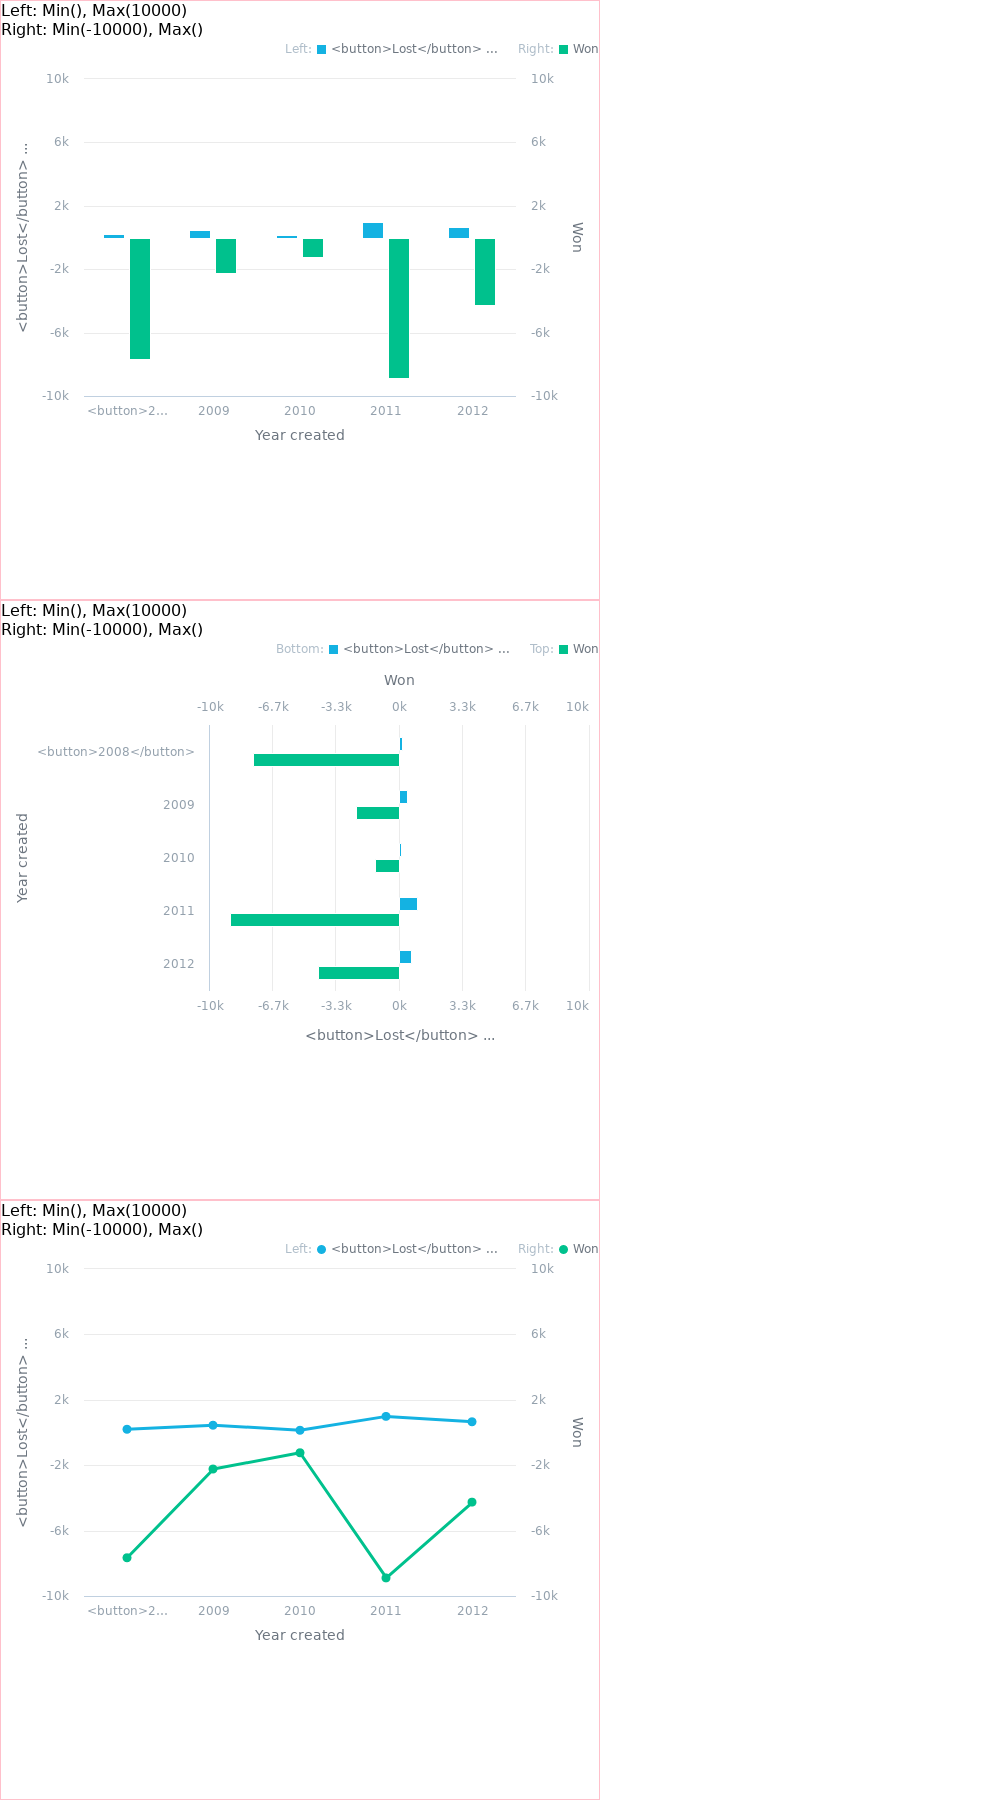 Left: Min(), Max(10000)
Right: Min(-10000), Max()
Left: <button>Lost</button> ... Right: Won
10k 10k
6k 6k
2k 2k
-2k -2k
-6k -6k
-10k -10k
<button>Lost</button> ...
Won
<button>2... 2009 2010 2011 2012
Year created
Left: Min(), Max(10000)
Right: Min(-10000), Max()
Bottom: <button>Lost</button> ... Top: Won
Won
-10k -6.7k -3.3k 0k 3.3k 6.7k 10k
<button>2008</button>
2009
2010
2011
2012
Year created
-10k -6.7k -3.3k 0k 3.3k 6.7k 10k
<button>Lost</button> ...
Left: Min(), Max(10000)
Right: Min(-10000), Max()
Left: <button>Lost</button> ... Right: Won
10k 10k
6k 6k
2k 2k
-2k -2k
-6k -6k
-10k -10k
<button>Lost</button> ...
Won
<button>2... 2009 2010 2011 2012
Year created